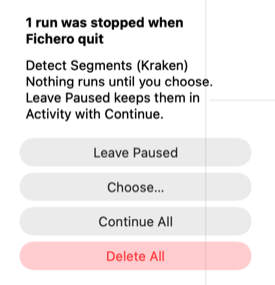 1 run was stopped when
Fichero quit
Detect Segments (Kraken)
Nothing runs until you choose.
Leave Paused keeps them in
Activity with Continue.
Leave Paused
Choose...
Continue All
Delete All